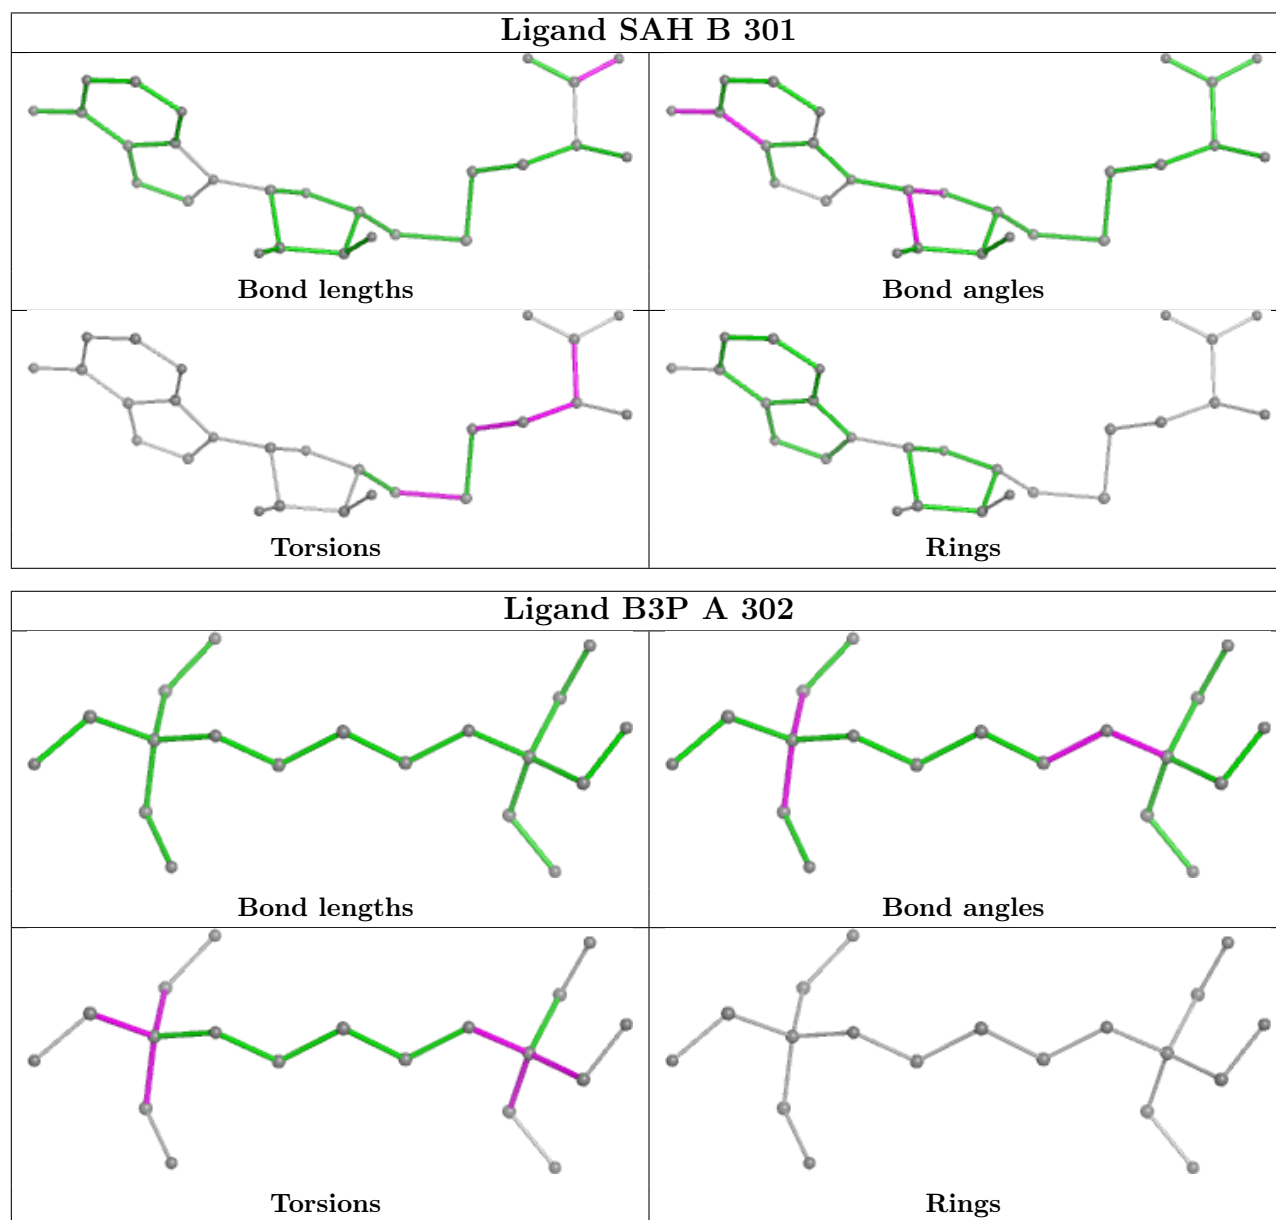 Ligand SAH B 301
Bond lengths
Bond angles
Torsions
Rings
Ligand B3P A 302
Bond lengths
Bond angles
Torsions
Rings